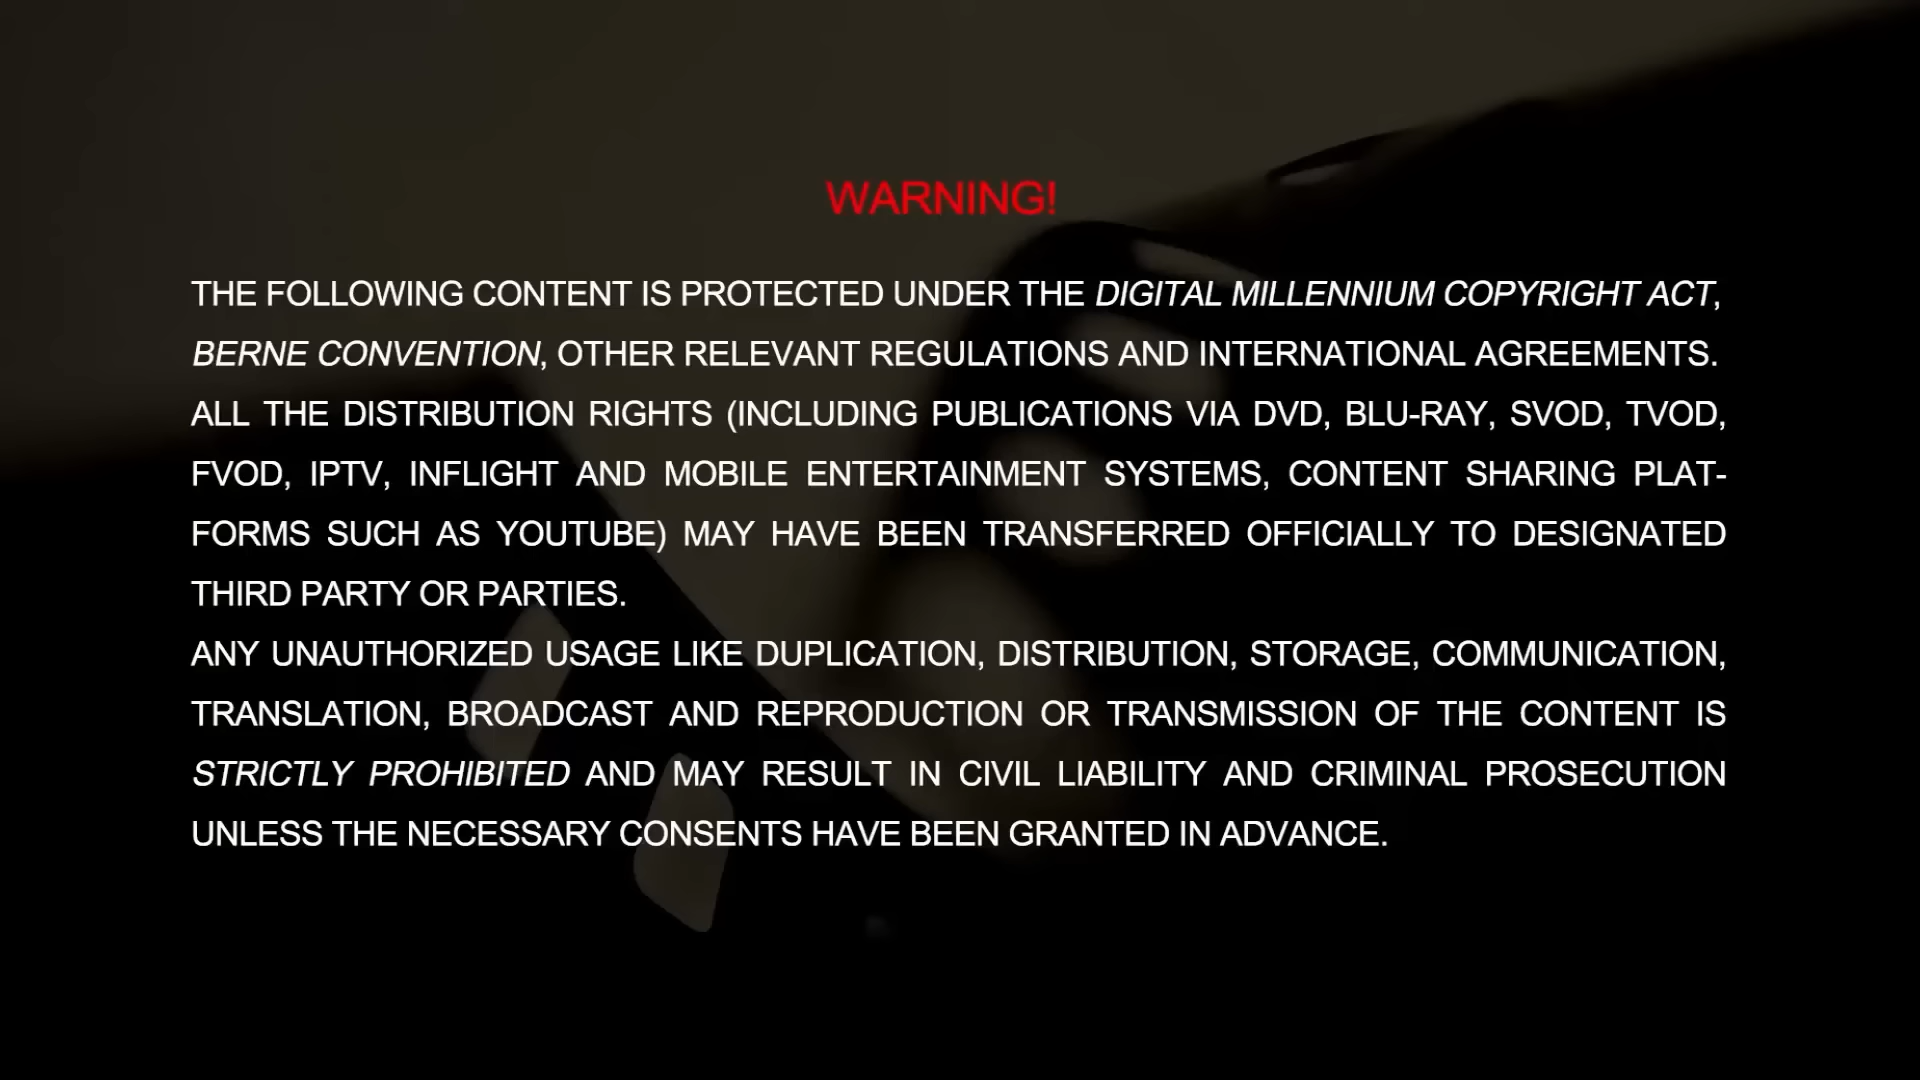 WARNING!
THE FOLLOWING CONTENT IS PROTECTED UNDER THE DIGITAL MILLENNIUM COPYRIGHT ACT,
BERNE CONVENTION, OTHER RELEVANT REGULATIONS AND INTERNATIONAL AGREEMENTS.
ALL THE DISTRIBUTION RIGHTS (INCLUDING PUBLICATIONS VIA DVD, BLU-RAY, SVOD, TVOD,
FVOD, IPTV, INFLIGHT AND MOBILE ENTERTAINMENT SYSTEMS, CONTENT SHARING PLAT-
FORMS SUCH AS YOUTUBE) MAY HAVE BEEN TRANSFERRED OFFICIALLY TO DESIGNATED
THIRD PARTY OR PARTIES.
ANY UNAUTHORIZED USAGE LIKE DUPLICATION, DISTRIBUTION, STORAGE, COMMUNICATION,
TRANSLATION, BROADCAST AND REPRODUCTION OR TRANSMISSION OF THE CONTENT IS
STRICTLY PROHIBITED AND MAY RESULT IN CIVIL LIABILITY AND CRIMINAL PROSECUTION
UNLESS THE NECESSARY CONSENTS HAVE BEEN GRANTED IN ADVANCE.